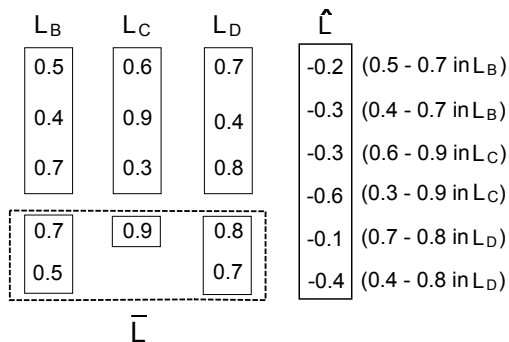 L_B L_C L_D L̂
0.5 0.6 0.7 -0.2 (0.5 - 0.7 in L_B)
0.4 0.9 0.4 -0.3 (0.4 - 0.7 in L_B)
0.7 0.3 0.8 -0.3 (0.6 - 0.9 in L_C)
-0.6 (0.3 - 0.9 in L_C)
0.7 0.9 0.8 -0.1 (0.7 - 0.8 in L_D)
0.5 0.7 -0.4 (0.4 - 0.8 in L_D)
L̄